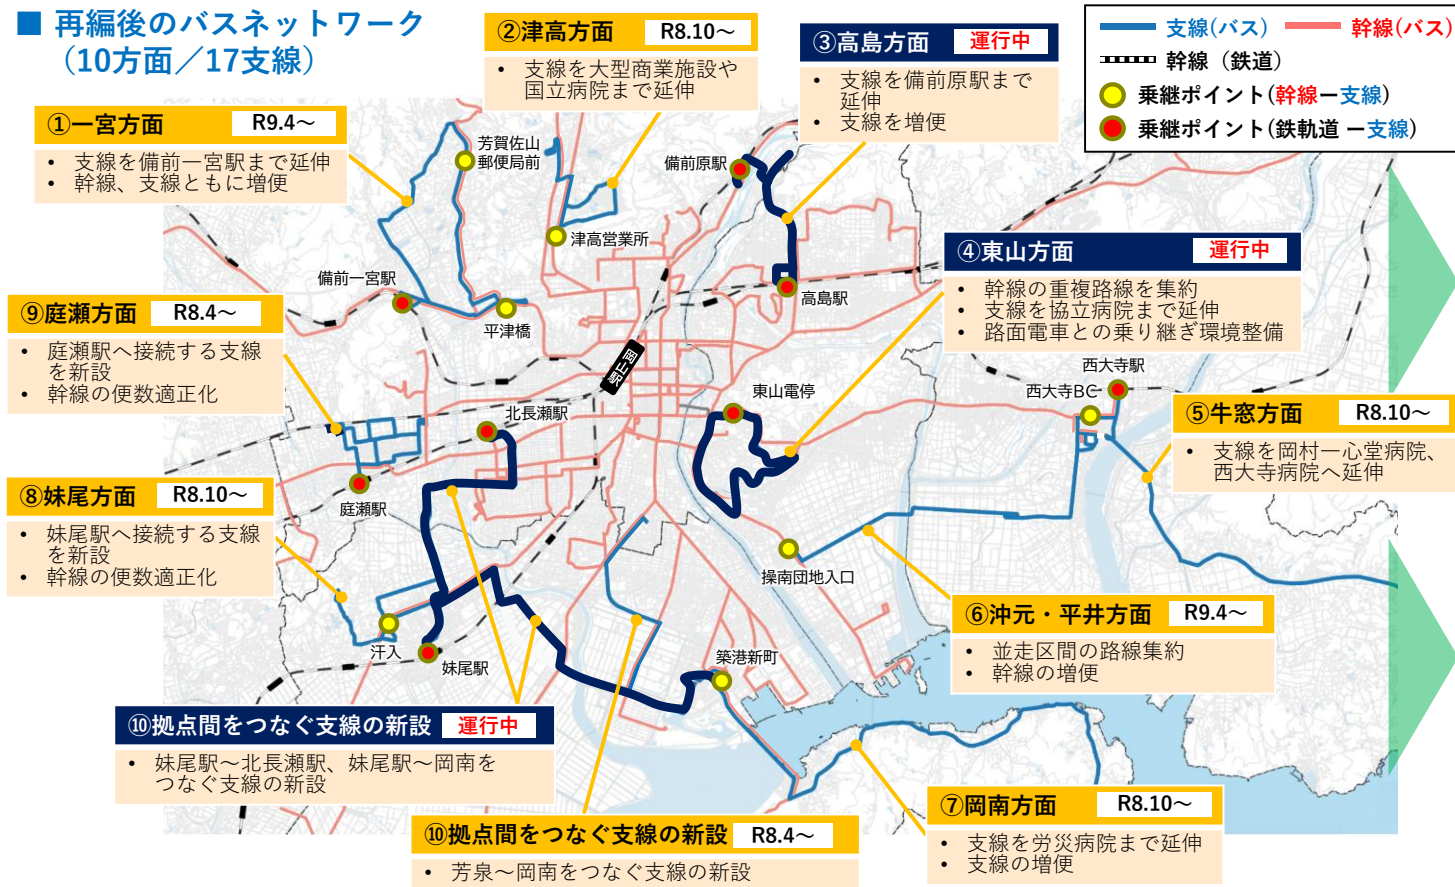 ■ 再編後のバスネットワーク
（10方面／17支線）
支線(バス)
幹線(バス)
幹線（鉄道）
乗継ポイント(幹線ー支線)
乗継ポイント(鉄軌道 ー支線)
①一宮方面 R9.4～
• 支線を備前一宮駅まで延伸
• 幹線、支線ともに増便
②津高方面 R8.10～
• 支線を大型商業施設や
国立病院まで延伸
③高島方面 運行中
• 支線を備前原駅まで
延伸
• 支線を増便
④東山方面 運行中
• 幹線の重複路線を集約
• 支線を協立病院まで延伸
• 路面電車との乗り継ぎ環境整備
⑤牛窓方面 R8.10～
• 支線を岡村一心堂病院、
西大寺病院へ延伸
⑥沖元・平井方面 R9.4～
• 並走区間の路線集約
• 幹線の増便
⑦岡南方面 R8.10～
• 支線を労災病院まで延伸
• 支線の増便
⑧妹尾方面 R8.10～
• 妹尾駅へ接続する支線
を新設
• 幹線の便数適正化
⑨庭瀬方面 R8.4～
• 庭瀬駅へ接続する支線
を新設
• 幹線の便数適正化
⑩拠点間をつなぐ支線の新設 運行中
• 妹尾駅～北長瀬駅、妹尾駅～岡南を
つなぐ支線の新設
⑩拠点間をつなぐ支線の新設 R8.4～
• 芳泉～岡南をつなぐ支線の新設
芳賀佐山
郵便局前
備前原駅
津高営業所
備前一宮駅
平津橋
高島駅
岡山駅
北長瀬駅
東山電停
西大寺駅
西大寺BC
庭瀬駅
操南団地入口
汗入
妹尾駅
築港新町